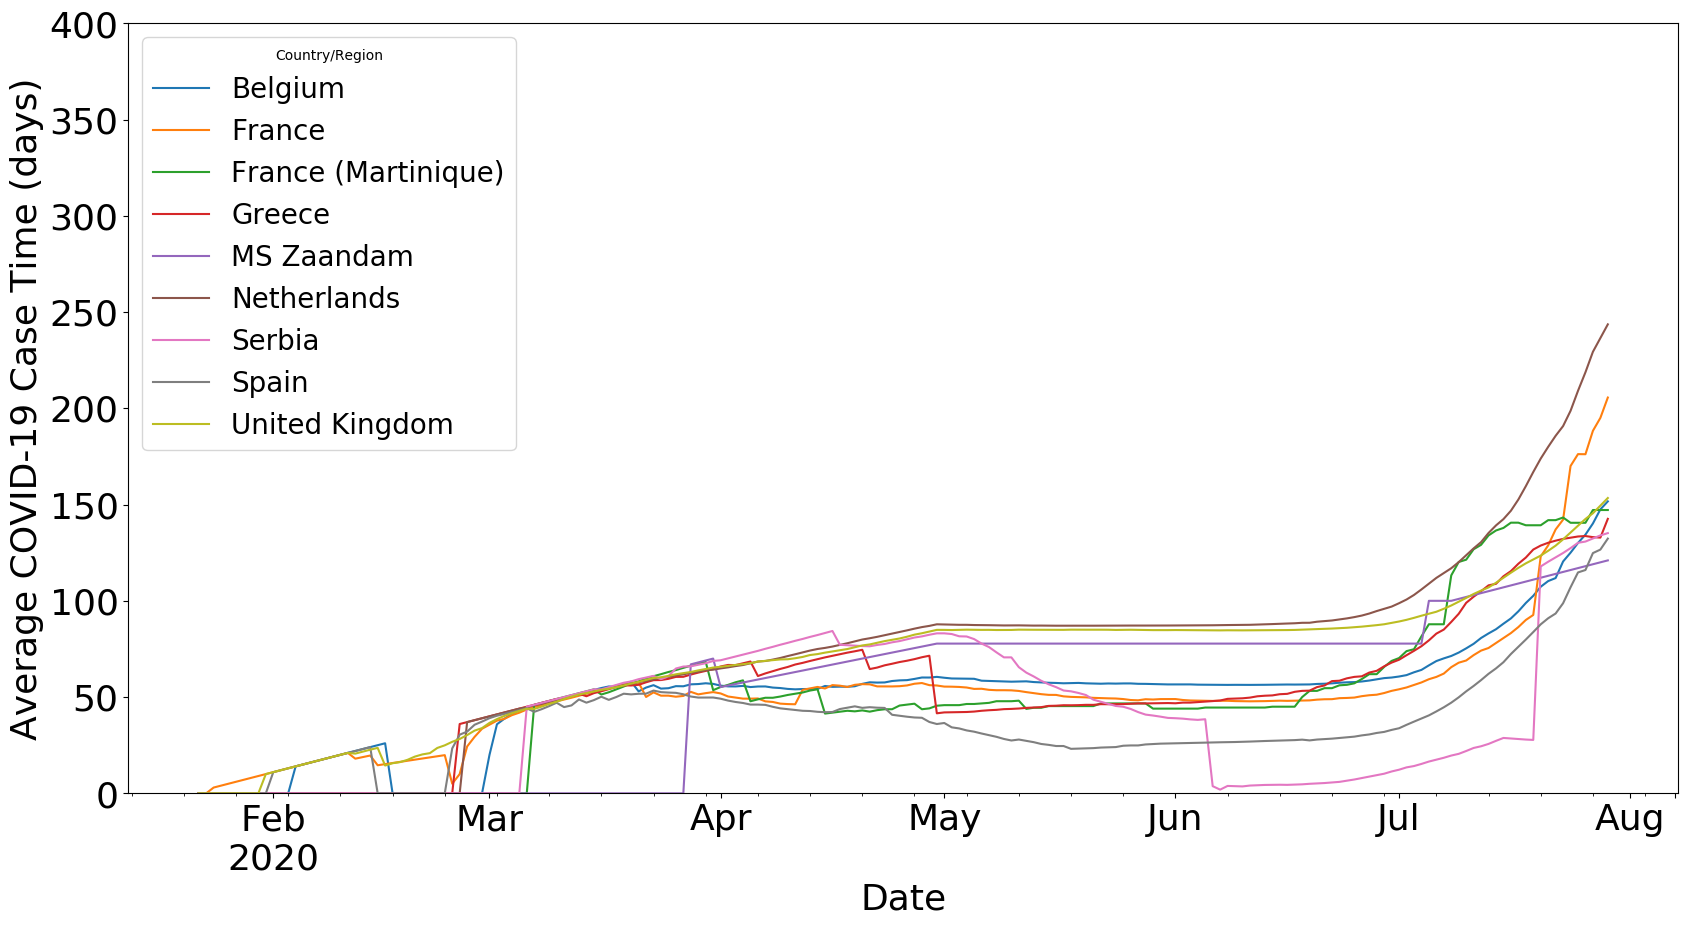 Average COVID-19 Case Time (days)
400
350
300
250
200
150
100
50
0
Country/Region
Belgium
France
France (Martinique)
Greece
MS Zaandam
Netherlands
Serbia
Spain
United Kingdom
Feb Mar Apr May Jun Jul Aug
2020
Date